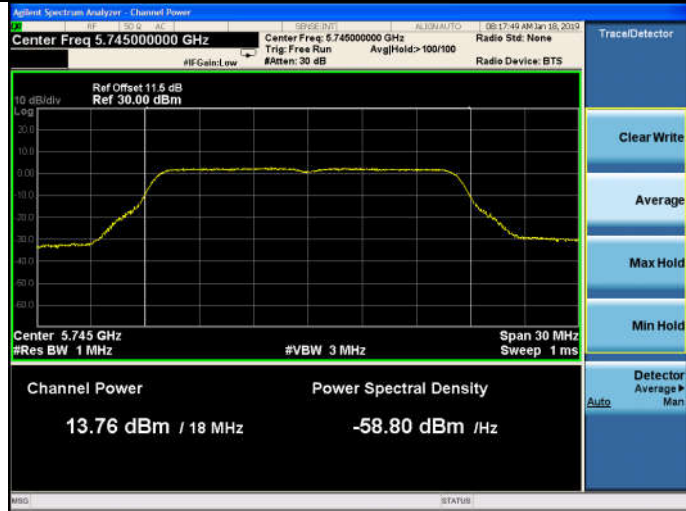 Agilent Spectrum Analyzer - Channel Power
RF 50 Ω AC SENSE:INT ALIGNAUTO 08:17:49 AM Jan 18, 2019
Center Freq 5.745000000 GHz
Center Freq: 5.745000000 GHz
Radio Std: None
Trace/Detector
Trig: Free Run Avg|Hold:>100/100
#IFGain:Low #Atten: 30 dB Radio Device: BTS
Ref Offset 11.5 dB
10 dB/div Ref 30.00 dBm
Log
20.0
10.0
0.00
-10.0
-20.0
-30.0
-40.0
-50.0
-60.0
Clear Write
Average
Max Hold
Min Hold
Center 5.745 GHz Span 30 MHz
#Res BW 1 MHz #VBW 3 MHz Sweep 1 ms
Detector
Average▶
Auto Man
Channel Power Power Spectral Density
13.76 dBm / 18 MHz -58.80 dBm /Hz
MSG STATUS